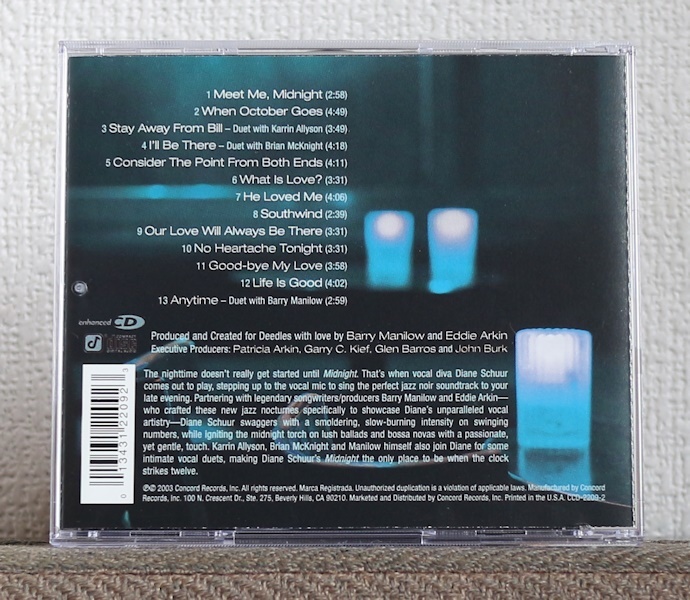 1 Meet Me, Midnight (2:58)
2 When October Goes (4:49)
3 Stay Away From Bill – Duet with Karrin Allyson (3:49)
4 I'll Be There – Duet with Brian McKnight (4:18)
5 Consider The Point From Both Ends (4:11)
6 What Is Love? (3:31)
7 He Loved Me (4:06)
8 Southwind (2:39)
9 Our Love Will Always Be There (3:31)
10 No Heartache Tonight (3:31)
11 Good-bye My Love (3:58)
12 Life Is Good (4:02)
13 Anytime – Duet with Barry Manilow (2:59)
enhanced CD
Produced and Created for Deedles with love by Barry Manilow and Eddie Arkin
Executive Producers: Patricia Arkin, Garry C. Kief, Glen Barros and John Burk
The nighttime doesn't really get started until Midnight. That's when vocal diva Diane Schuur
comes out to play, stepping up to the vocal mic to sing the perfect jazz noir soundtrack to your
late evening. Partnering with legendary songwriters/producers Barry Manilow and Eddie Arkin—
who crafted these new jazz nocturnes specifically to showcase Diane's unparalleled vocal
artistry—Diane Schuur swaggers with a smoldering, slow-burning intensity on swinging
numbers, while igniting the midnight torch on lush ballads and bossa novas with a passionate,
yet gentle, touch. Karrin Allyson, Brian McKnight and Manilow himself also join Diane for some
intimate vocal duets, making Diane Schuur's Midnight the only place to be when the clock
strikes twelve.
0 13431 22092 3
℗© 2003 Concord Records, Inc. All rights reserved. Marca Registrada. Unauthorized duplication is a violation of applicable laws. Manufactured by Concord
Records, Inc. 100 N. Crescent Dr., Ste. 275, Beverly Hills, CA 90210. Marketed and Distributed by Concord Records, Inc. Printed in the U.S.A. CCD-2209-2